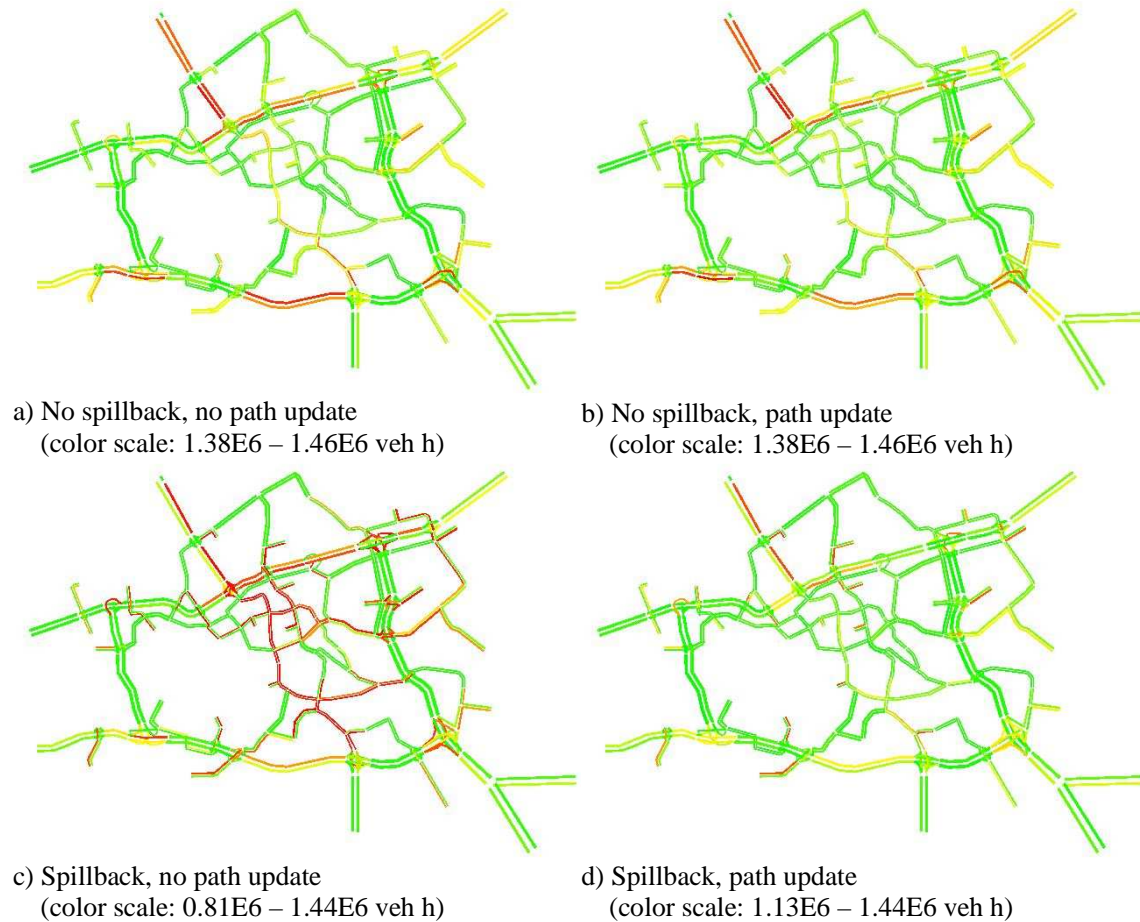 a) No spillback, no path update
(color scale: 1.38E6 – 1.46E6 veh h)
b) No spillback, path update
(color scale: 1.38E6 – 1.46E6 veh h)
c) Spillback, no path update
(color scale: 0.81E6 – 1.44E6 veh h)
d) Spillback, path update
(color scale: 1.13E6 – 1.44E6 veh h)